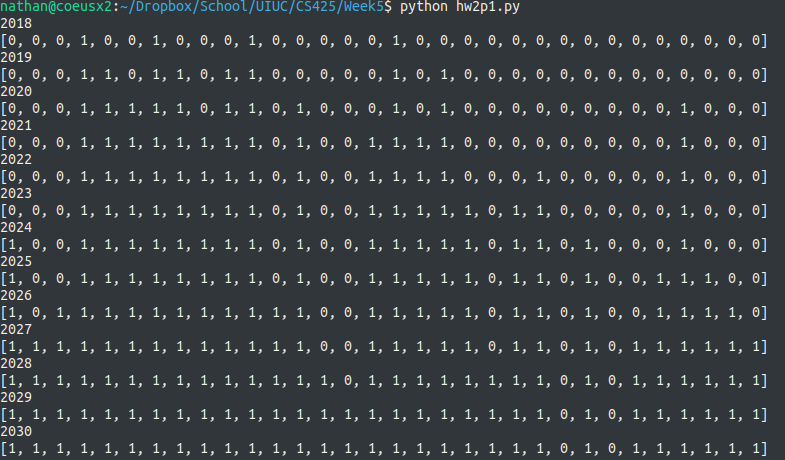 nathan@coeusx2:~/Dropbox/School/UIUC/CS425/Week5$ python hw2p1.py
2018
[0, 0, 0, 1, 0, 0, 1, 0, 0, 0, 1, 0, 0, 0, 0, 0, 1, 0, 0, 0, 0, 0, 0, 0, 0, 0, 0, 0, 0, 0, 0, 0]
2019
[0, 0, 0, 1, 1, 0, 1, 1, 0, 1, 1, 0, 0, 0, 0, 0, 1, 0, 1, 0, 0, 0, 0, 0, 0, 0, 0, 0, 0, 0, 0, 0]
2020
[0, 0, 0, 1, 1, 1, 1, 1, 0, 1, 1, 0, 1, 0, 0, 0, 1, 0, 1, 0, 0, 0, 0, 0, 0, 0, 0, 0, 1, 0, 0, 0]
2021
[0, 0, 0, 1, 1, 1, 1, 1, 1, 1, 1, 0, 1, 0, 0, 1, 1, 1, 1, 0, 0, 0, 0, 0, 0, 0, 0, 0, 1, 0, 0, 0]
2022
[0, 0, 0, 1, 1, 1, 1, 1, 1, 1, 1, 0, 1, 0, 0, 1, 1, 1, 1, 0, 0, 0, 1, 0, 0, 0, 0, 0, 1, 0, 0, 0]
2023
[0, 0, 0, 1, 1, 1, 1, 1, 1, 1, 1, 0, 1, 0, 0, 1, 1, 1, 1, 1, 0, 1, 1, 0, 0, 0, 0, 0, 1, 0, 0, 0]
2024
[1, 0, 0, 1, 1, 1, 1, 1, 1, 1, 1, 0, 1, 0, 0, 1, 1, 1, 1, 1, 0, 1, 1, 0, 1, 0, 0, 0, 1, 0, 0, 0]
2025
[1, 0, 0, 1, 1, 1, 1, 1, 1, 1, 1, 0, 1, 0, 0, 1, 1, 1, 1, 1, 0, 1, 1, 0, 1, 0, 0, 1, 1, 1, 0, 0]
2026
[1, 0, 1, 1, 1, 1, 1, 1, 1, 1, 1, 1, 1, 0, 0, 1, 1, 1, 1, 1, 0, 1, 1, 0, 1, 0, 0, 1, 1, 1, 1, 0]
2027
[1, 1, 1, 1, 1, 1, 1, 1, 1, 1, 1, 1, 1, 0, 0, 1, 1, 1, 1, 1, 0, 1, 1, 0, 1, 0, 1, 1, 1, 1, 1, 1]
2028
[1, 1, 1, 1, 1, 1, 1, 1, 1, 1, 1, 1, 1, 1, 0, 1, 1, 1, 1, 1, 1, 1, 1, 0, 1, 0, 1, 1, 1, 1, 1, 1]
2029
[1, 1, 1, 1, 1, 1, 1, 1, 1, 1, 1, 1, 1, 1, 1, 1, 1, 1, 1, 1, 1, 1, 1, 0, 1, 0, 1, 1, 1, 1, 1, 1]
2030
[1, 1, 1, 1, 1, 1, 1, 1, 1, 1, 1, 1, 1, 1, 1, 1, 1, 1, 1, 1, 1, 1, 1, 0, 1, 0, 1, 1, 1, 1, 1, 1]